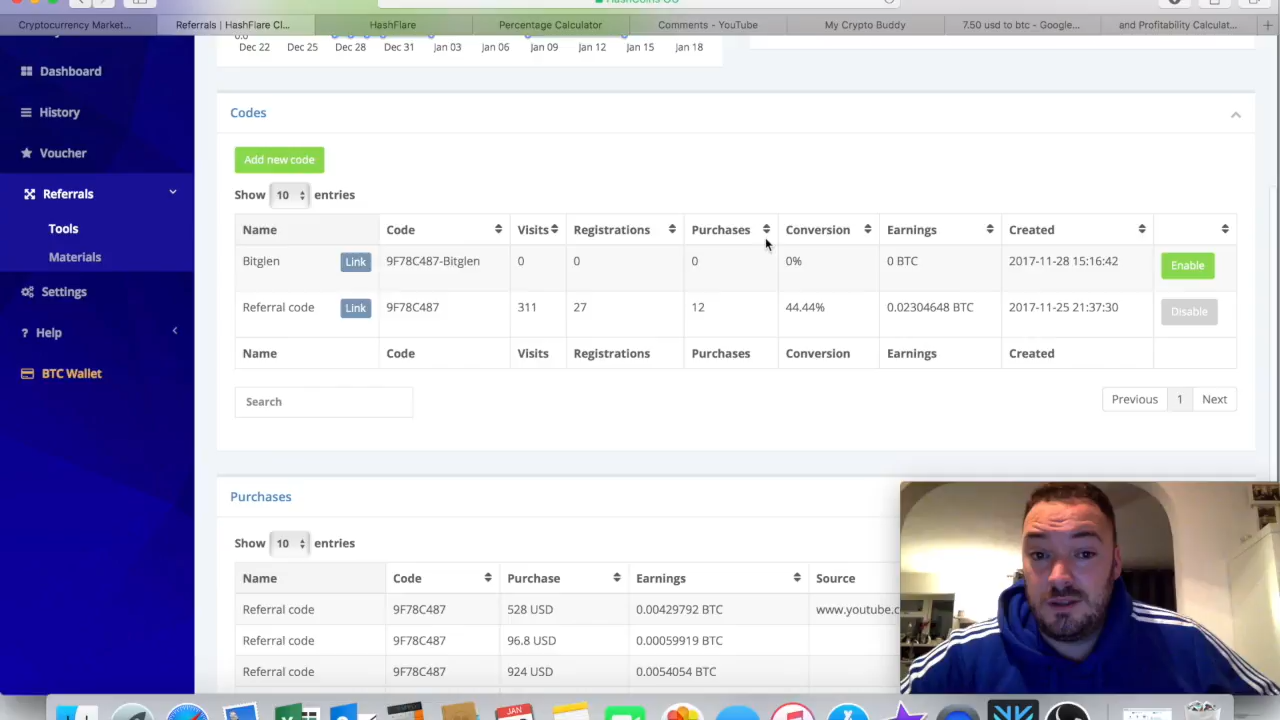 HashCoins OU
Cryptocurrency Market...
Referrals | HashFlare Cl...
HashFlare
Percentage Calculator
Comments - YouTube
My Crypto Buddy
7.50 usd to btc - Google...
and Profitability Calculat...
0.0
Dec 22 Dec 25 Dec 28 Dec 31 Jan 03 Jan 06 Jan 09 Jan 12 Jan 15 Jan 18
Dashboard
History
Voucher
Referrals
Tools
Materials
Settings
? Help
BTC Wallet
Codes
Add new code
Show 10 entries
Name Code Visits Registrations Purchases Conversion Earnings Created
Bitglen Link 9F78C487-Bitglen 0 0 0 0% 0 BTC 2017-11-28 15:16:42 Enable
Referral code Link 9F78C487 311 27 12 44.44% 0.02304648 BTC 2017-11-25 21:37:30 Disable
Name Code Visits Registrations Purchases Conversion Earnings Created
Search
Previous 1 Next
Purchases
Show 10 entries
Name Code Purchase Earnings Source
Referral code 9F78C487 528 USD 0.00429792 BTC www.youtube.c
Referral code 9F78C487 96.8 USD 0.00059919 BTC
Referral code 9F78C487 924 USD 0.0054054 BTC
JAN